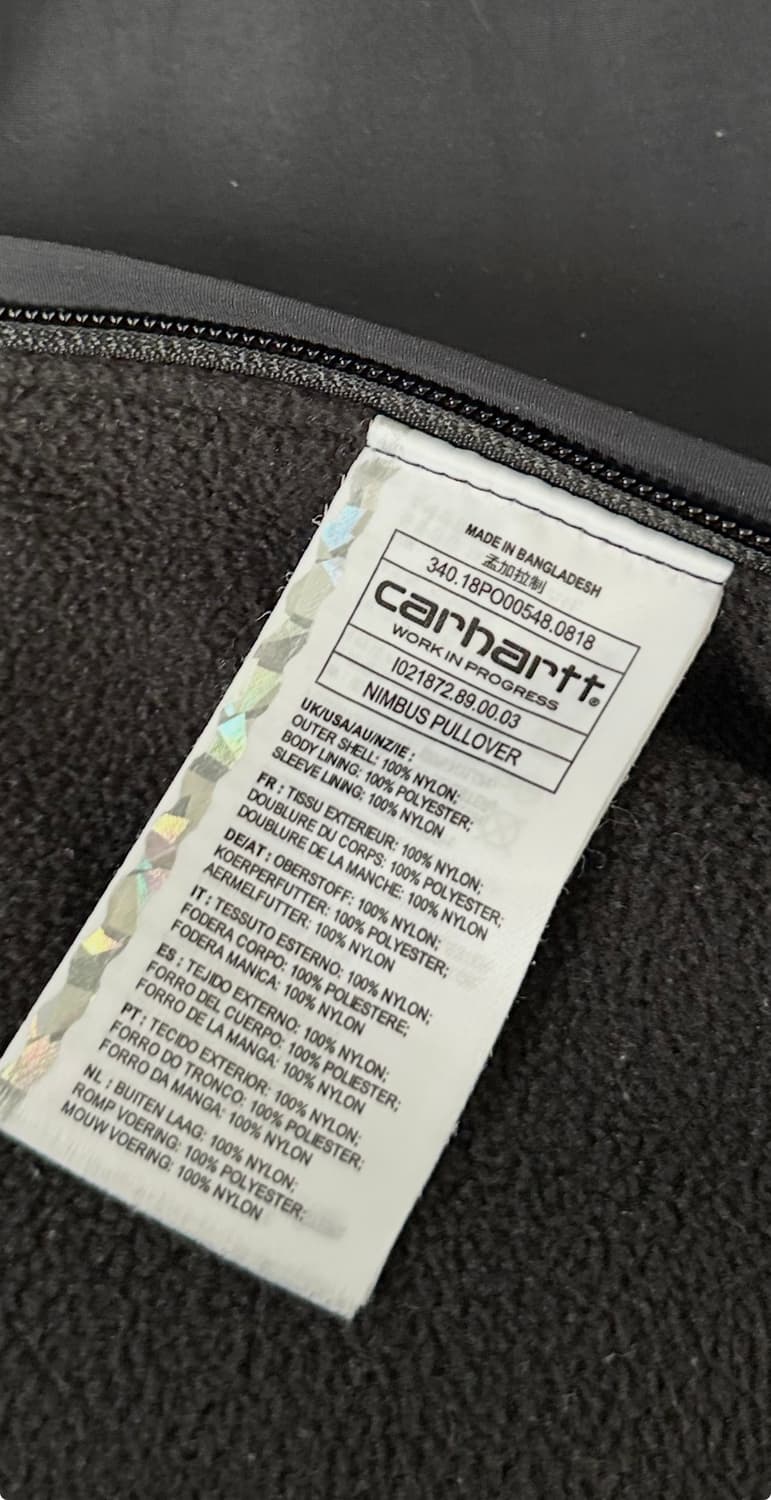 MADE IN BANGLADESH
孟加拉制
340.18PO00548.0818
carhartt®
WORK IN PROGRESS
I021872.89.00.03
NIMBUS PULLOVER
UK/USA/AU/NZ/IE :
OUTER SHELL: 100% NYLON;
BODY LINING: 100% POLYESTER;
SLEEVE LINING: 100% NYLON
FR : TISSU EXTERIEUR: 100% NYLON;
DOUBLURE DU CORPS: 100% POLYESTER;
DOUBLURE DE LA MANCHE: 100% NYLON
DE/AT : OBERSTOFF: 100% NYLON;
KOERPERFUTTER: 100% POLYESTER;
AERMELFUTTER: 100% NYLON
IT : TESSUTO ESTERNO: 100% NYLON;
FODERA CORPO: 100% POLIESTERE;
FODERA MANICA: 100% NYLON
ES : TEJIDO EXTERNO: 100% NYLON;
FORRO DEL CUERPO: 100% POLIESTER;
FORRO DE LA MANGA: 100% NYLON
PT : TECIDO EXTERIOR: 100% NYLON;
FORRO DO TRONCO: 100% POLIESTER;
FORRO DA MANGA: 100% NYLON
NL : BUITEN LAAG: 100% NYLON;
ROMP VOERING: 100% POLYESTER;
MOUW VOERING: 100% NYLON